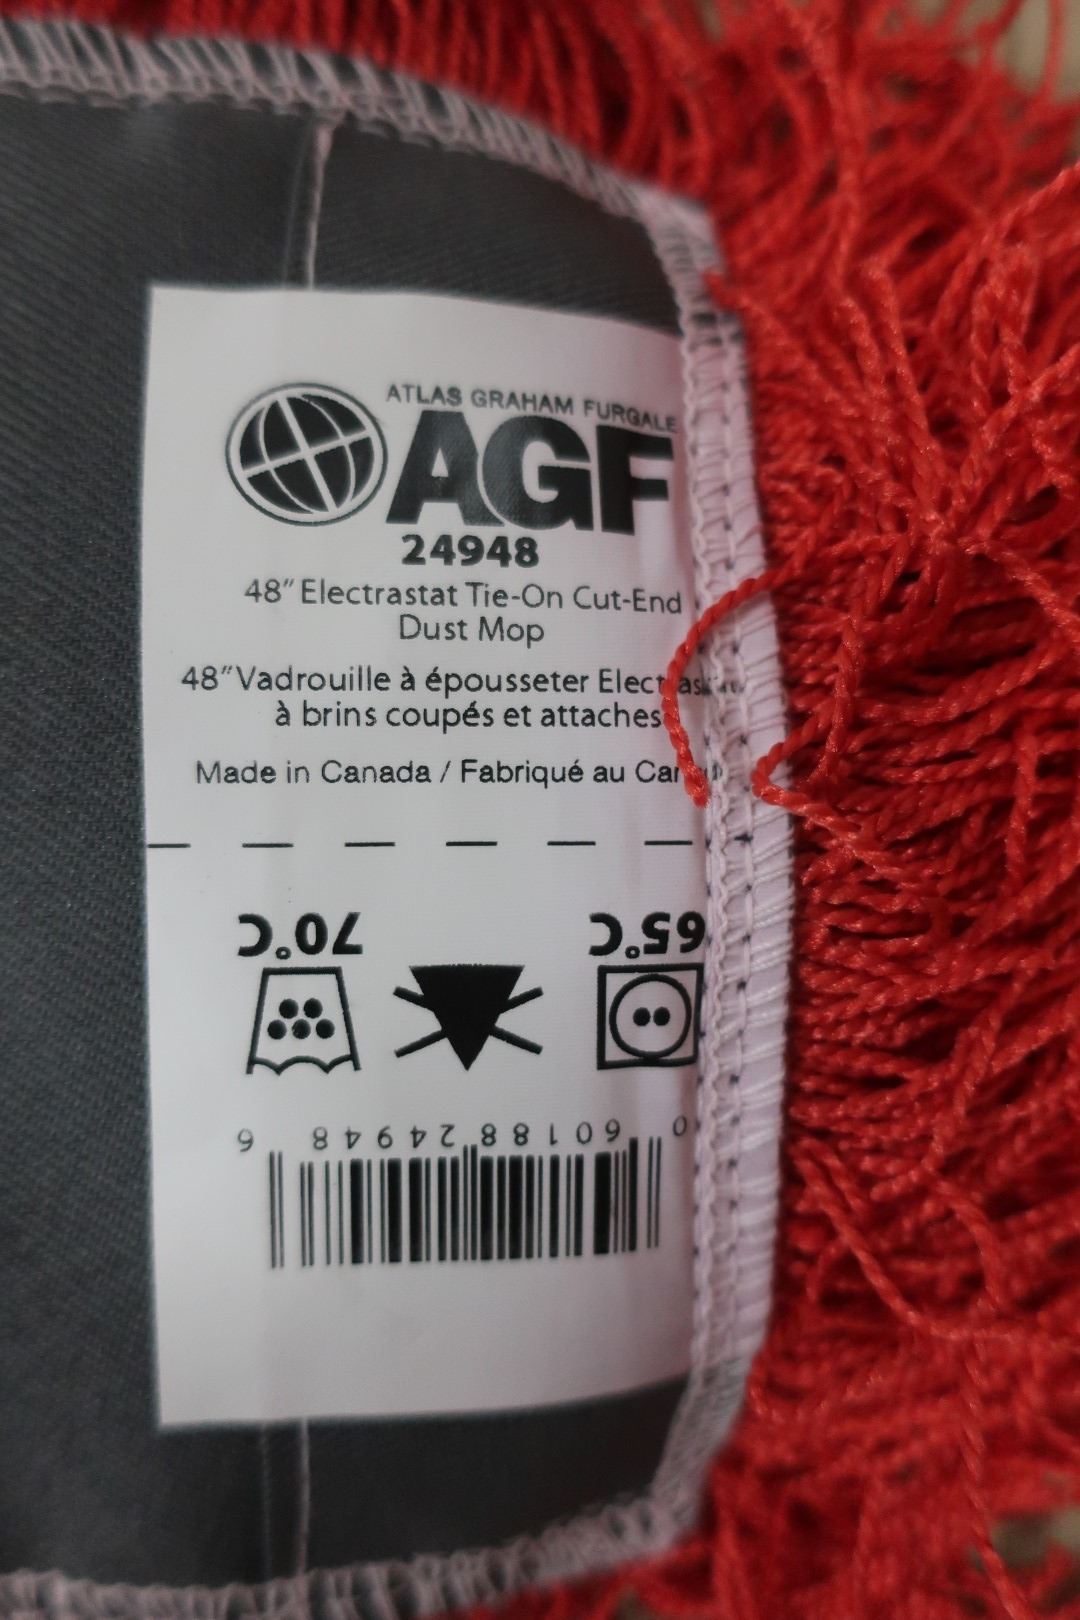 ATLAS GRAHAM FURGALE
AGF
24948
48" Electrastat Tie-On Cut-End
Dust Mop
48" Vadrouille à épousseter
à brins coupés et attaches
Made in Canada / Fabriqué au
65°C 70°C
0 60188 24948 6